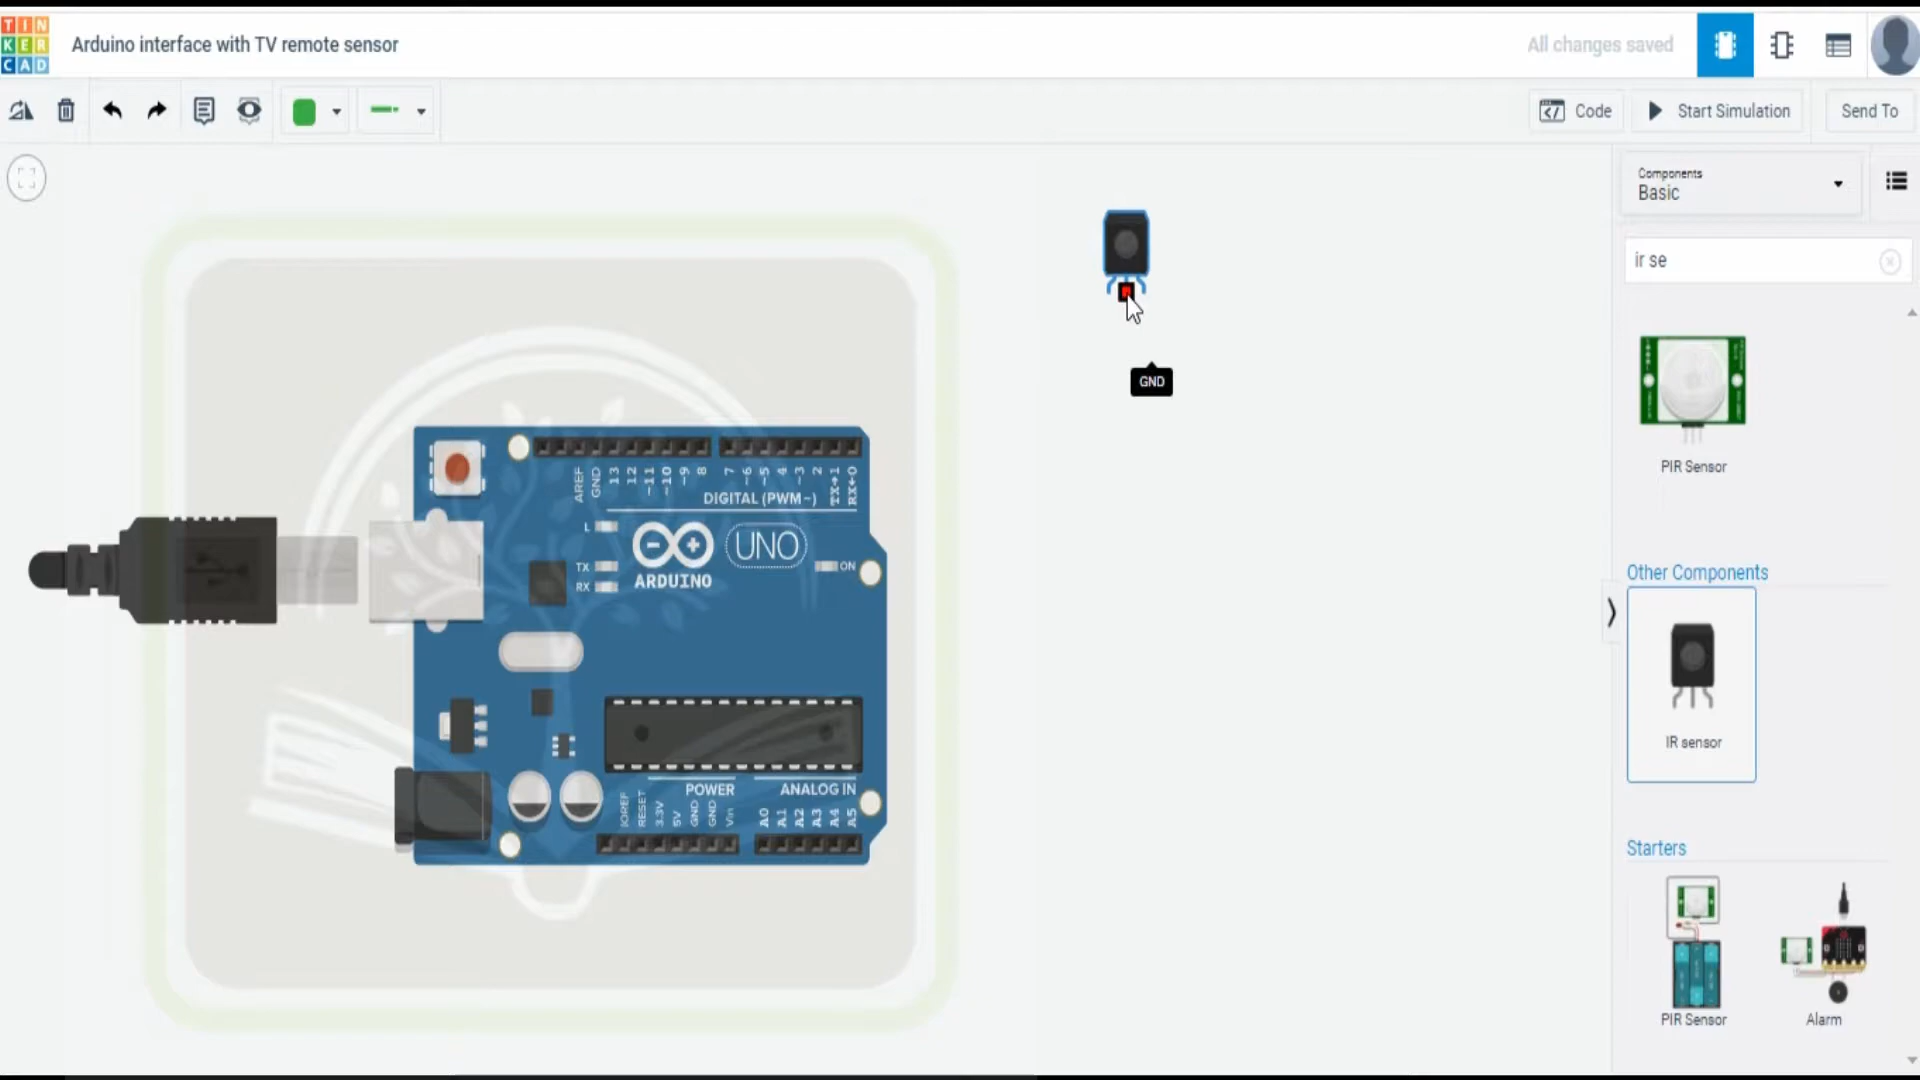 TIN
KER
CAD
Arduino interface with TV remote sensor
All changes saved
Code
Start Simulation
Send To
Components
Basic
ir se
GND
PIR Sensor
Other Components
IR sensor
Starters
PIR Sensor
Alarm
AREF
GND
13
12
~11
~10
~9
8
7
~6
~5
4
~3
2
TX→1
RX←0
DIGITAL (PWM~)
L
TX
RX
UNO
ON
ARDUINO
POWER
ANALOG IN
IOREF
RESET
3.3V
5V
GND
GND
Vin
A0
A1
A2
A3
A4
A5